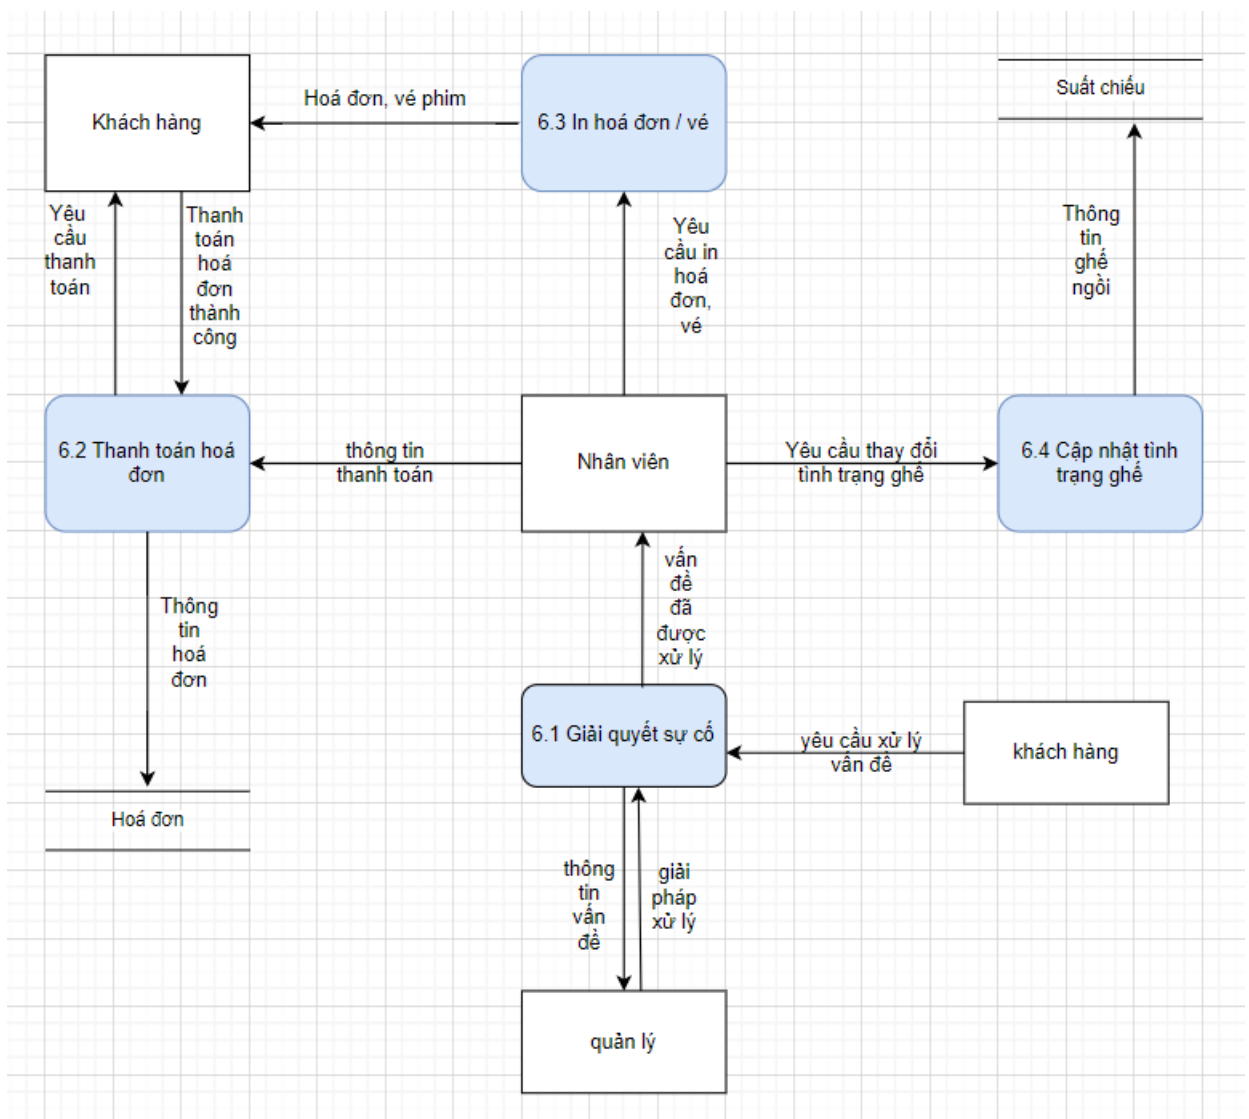 Khách hàng
Hoá đơn, vé phim
6.3 In hoá đơn / vé
Suất chiếu
Yêu
cầu
thanh
toán
Thanh
toán
hoá
đơn
thành
công
Yêu
cầu in
hoá
đơn,
vé
Thông
tin
ghế
ngồi
6.2 Thanh toán hoá
đơn
thông tin
thanh toán
Nhân viên
Yêu cầu thay đổi
tình trạng ghế
6.4 Cập nhật tình
trạng ghế
Thông
tin
hoá
đơn
vấn
đề
đã
được
xử lý
6.1 Giải quyết sự cố
yêu cầu xử lý
vấn đề
khách hàng
Hoá đơn
thông
tin
vấn
đề
giải
pháp
xử lý
quản lý